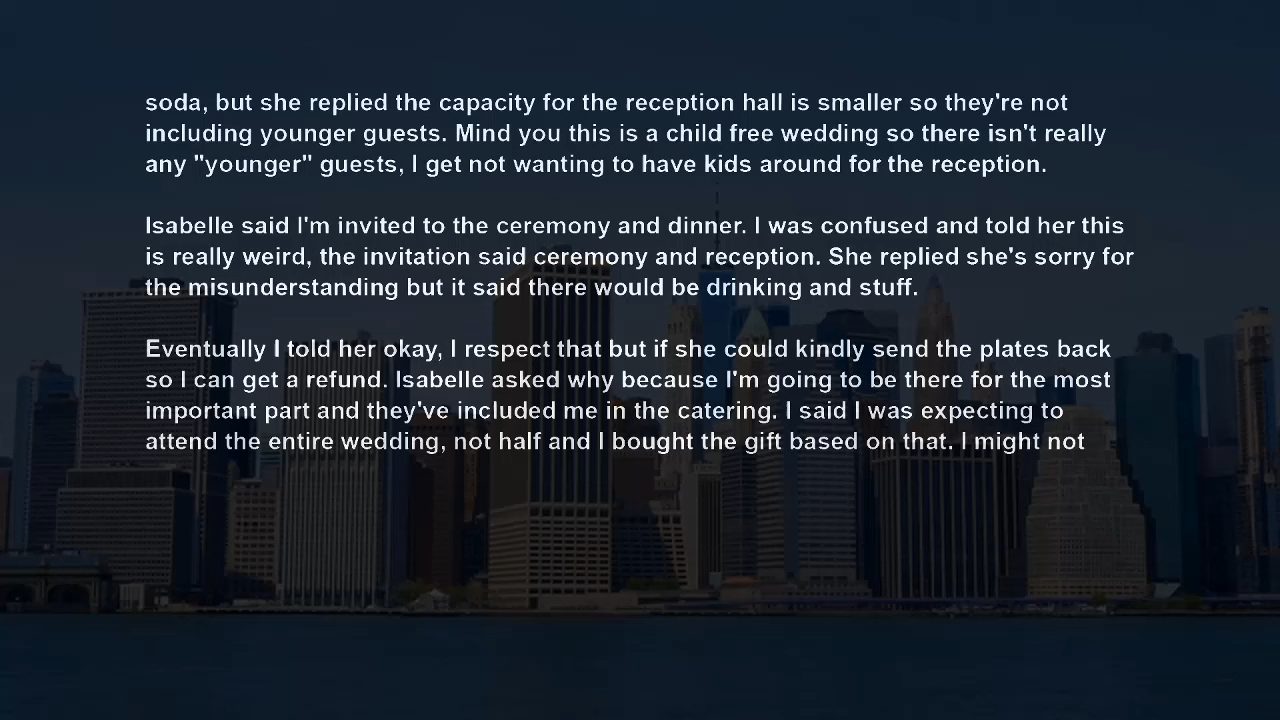 soda, but she replied the capacity for the reception hall is smaller so they're not
including younger guests. Mind you this is a child free wedding so there isn't really
any "younger" guests, I get not wanting to have kids around for the reception.
Isabelle said I'm invited to the ceremony and dinner. I was confused and told her this
is really weird, the invitation said ceremony and reception. She replied she's sorry for
the misunderstanding but it said there would be drinking and stuff.
Eventually I told her okay, I respect that but if she could kindly send the plates back
so I can get a refund. Isabelle asked why because I'm going to be there for the most
important part and they've included me in the catering. I said I was expecting to
attend the entire wedding, not half and I bought the gift based on that. I might not